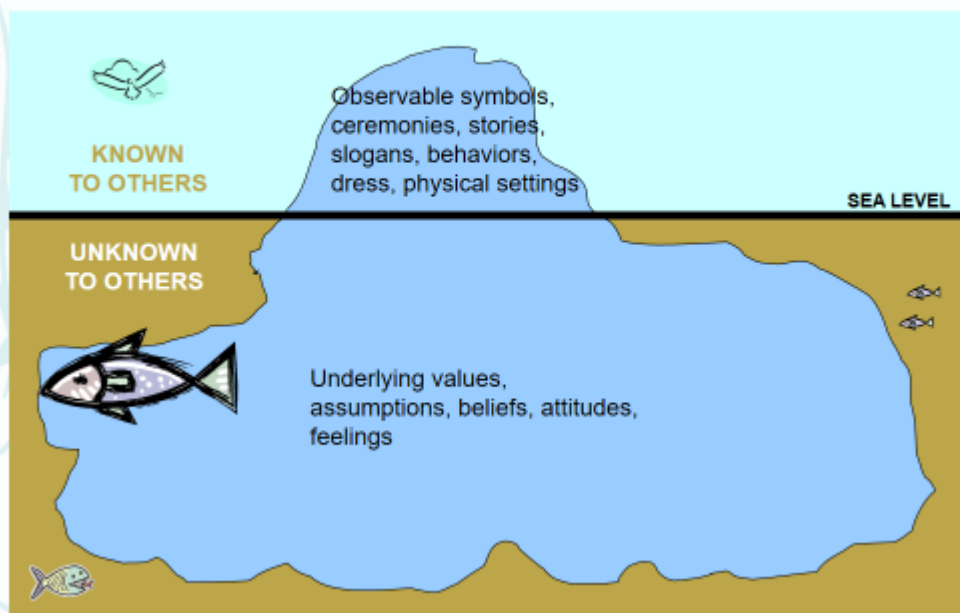 Observable symbols,
ceremonies, stories,
slogans, behaviors,
dress, physical settings
KNOWN
TO OTHERS
SEA LEVEL
UNKNOWN
TO OTHERS
Underlying values,
assumptions, beliefs, attitudes,
feelings